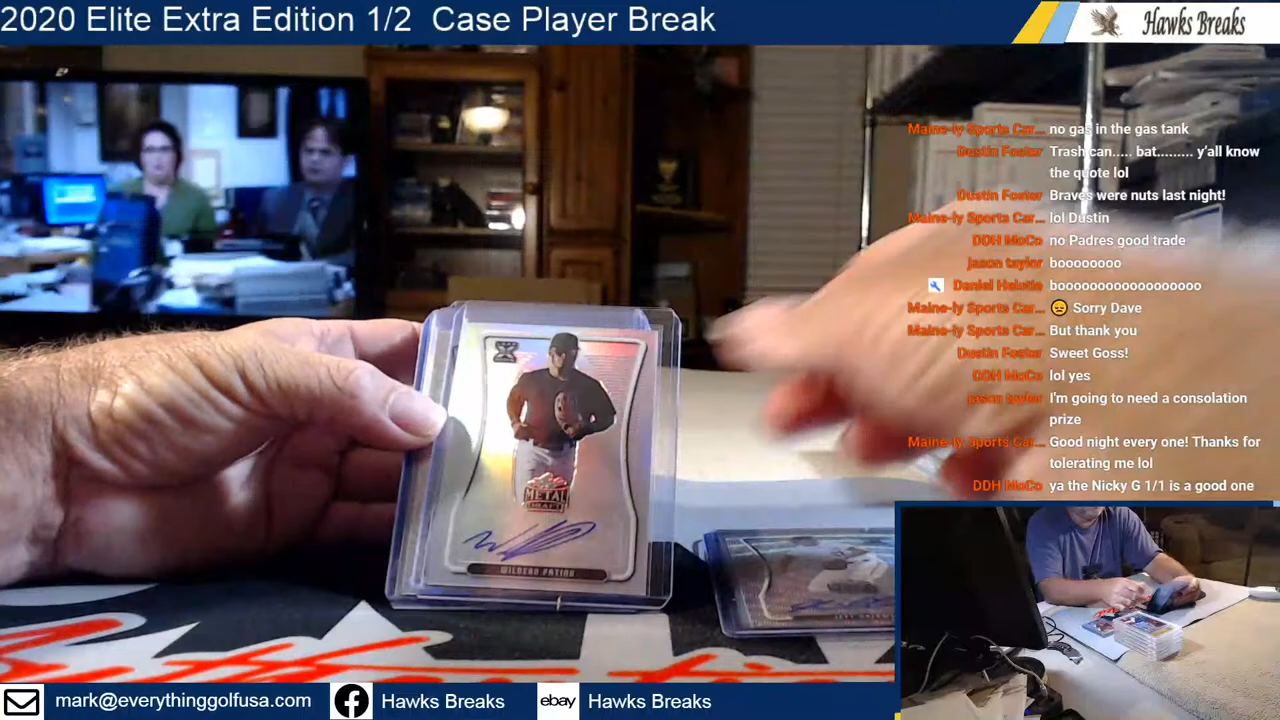 2020 Elite Extra Edition 1/2 Case Player Break
Hawks Breaks
Maine-ly Sports Car... no gas in the gas tank
Dustin Foster Trash can..... bat......... y'all know
the quote lol
Dustin Foster Braves were nuts last night!
Maine-ly Sports Car... lol Dustin
DDH MoCo no Padres good trade
jason taylor boooooooo
Daniel boooooooooooooooooo
Maine-ly Sports Car... Sorry Dave
Maine-ly Sports Car... But thank you
Dustin Foster Sweet Goss!
DDH MoCo lol yes
jason taylor I'm going to need a consolation
prize
Maine-ly Sports Car... Good night every one! Thanks for
tolerating me lol
DDH MoCo ya the Nicky G 1/1 is a good one
METAL
DRAFT
WILDERD PATINO
mark@everythinggolfusa.com
Hawks Breaks
ebay Hawks Breaks